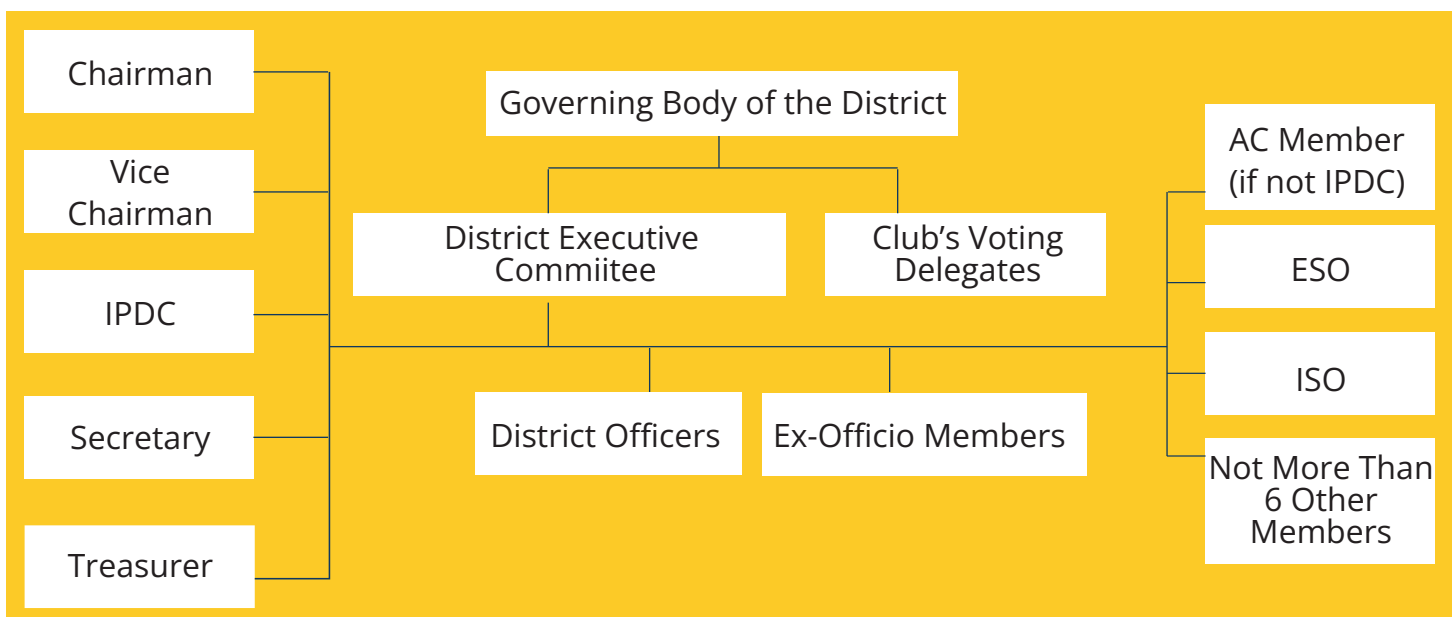 Chairman
Vice
Chairman
IPDC
Secretary
Treasurer
Governing Body of the District
District Executive
Commiitee
Club’s Voting
Delegates
District Officers
Ex-Officio Members
AC Member
(if not IPDC)
ESO
ISO
Not More Than
6 Other
Members